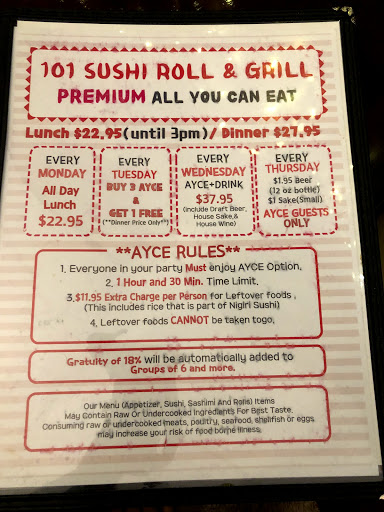 101 SUSHI ROLL & GRILL
PREMIUM ALL YOU CAN EAT
Lunch $22.95(until 3pm)/ Dinner $27.95
EVERY
MONDAY
All Day
Lunch
$22.95
EVERY
TUESDAY
BUY 3 AYCE
&
GET 1 FREE
(**Dinner Price Only**)
EVERY
WEDNESDAY
AYCE+DRINK
$37.95
(include Draft Beer,
House Sake,&
House Wine)
EVERY
THURSDAY
$1.95 Beer
(12 oz bottle)
$1 Sake(Small)
AYCE GUESTS
ONLY
**AYCE RULES**
1. Everyone in your party Must enjoy AYCE Option.
2. 1 Hour and 30 Min. Time Limit.
3.$11.95 Extra Charge per Person for Leftover foods .
(This includes rice that is part of Nigiri Sushi)
4. Leftover foods CANNOT be taken togo.
Gratuity of 18% will be automatically added to
Groups of 6 and more.
Our Menu (Appetizer, Sushi, Sashimi And Rolls) Items
May Contain Raw Or Undercooked Ingredients For Best Taste.
Consuming raw or undercooked meats, poultry, seafood, shellfish or eggs
may increase your risk of food borne illness.